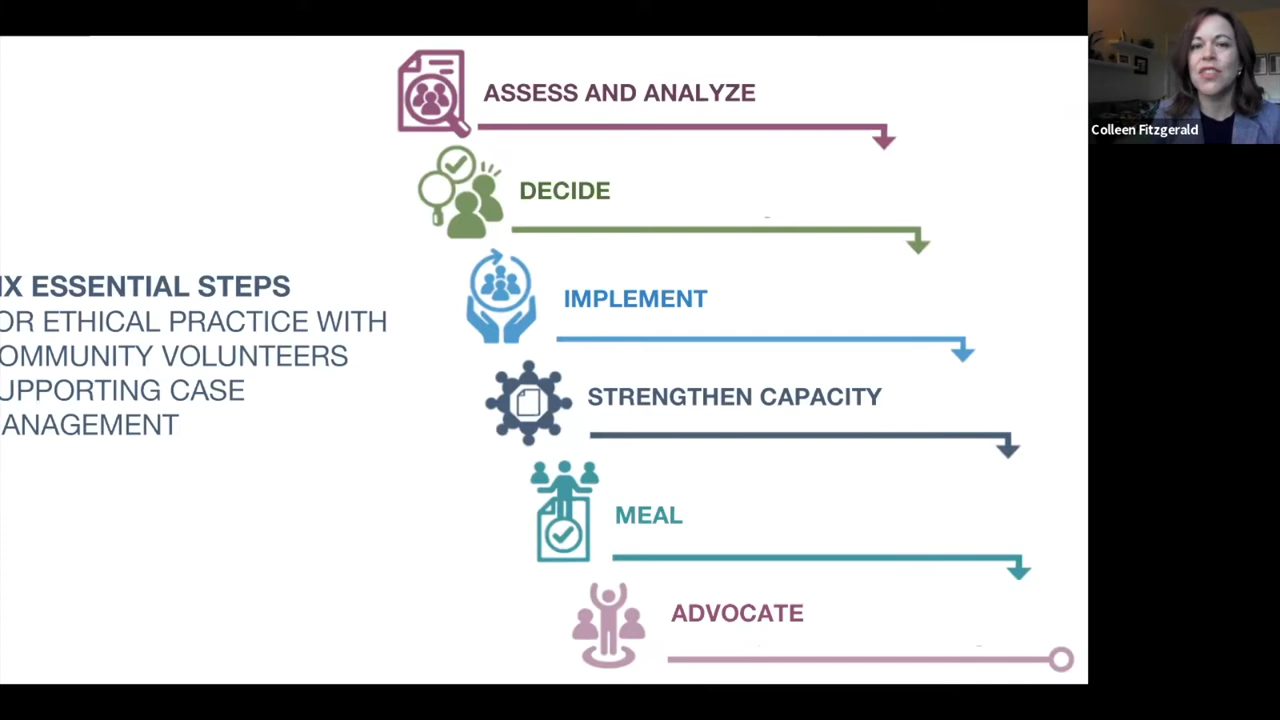 ASSESS AND ANALYZE
Colleen Fitzgerald
DECIDE
IX ESSENTIAL STEPS
OR ETHICAL PRACTICE WITH
OMMUNITY VOLUNTEERS
UPPORTING CASE
ANAGEMENT
IMPLEMENT
STRENGTHEN CAPACITY
MEAL
ADVOCATE